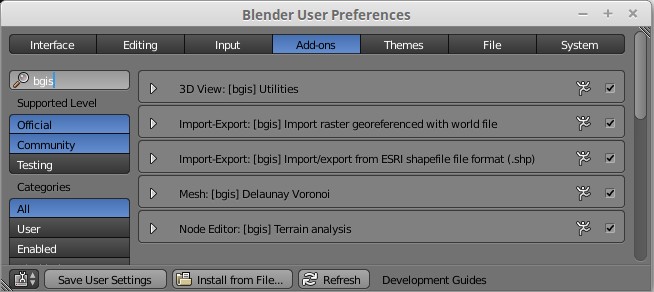 Blender User Preferences
Interface Editing Input Add-ons Themes File System
bgis
Supported Level
Official
Community
Testing
Categories
All
User
Enabled
3D View: [bgis] Utilities
Import-Export: [bgis] Import raster georeferenced with world file
Import-Export: [bgis] Import/export from ESRI shapefile file format (.shp)
Mesh: [bgis] Delaunay Voronoi
Node Editor: [bgis] Terrain analysis
Save User Settings Install from File... Refresh Development Guides